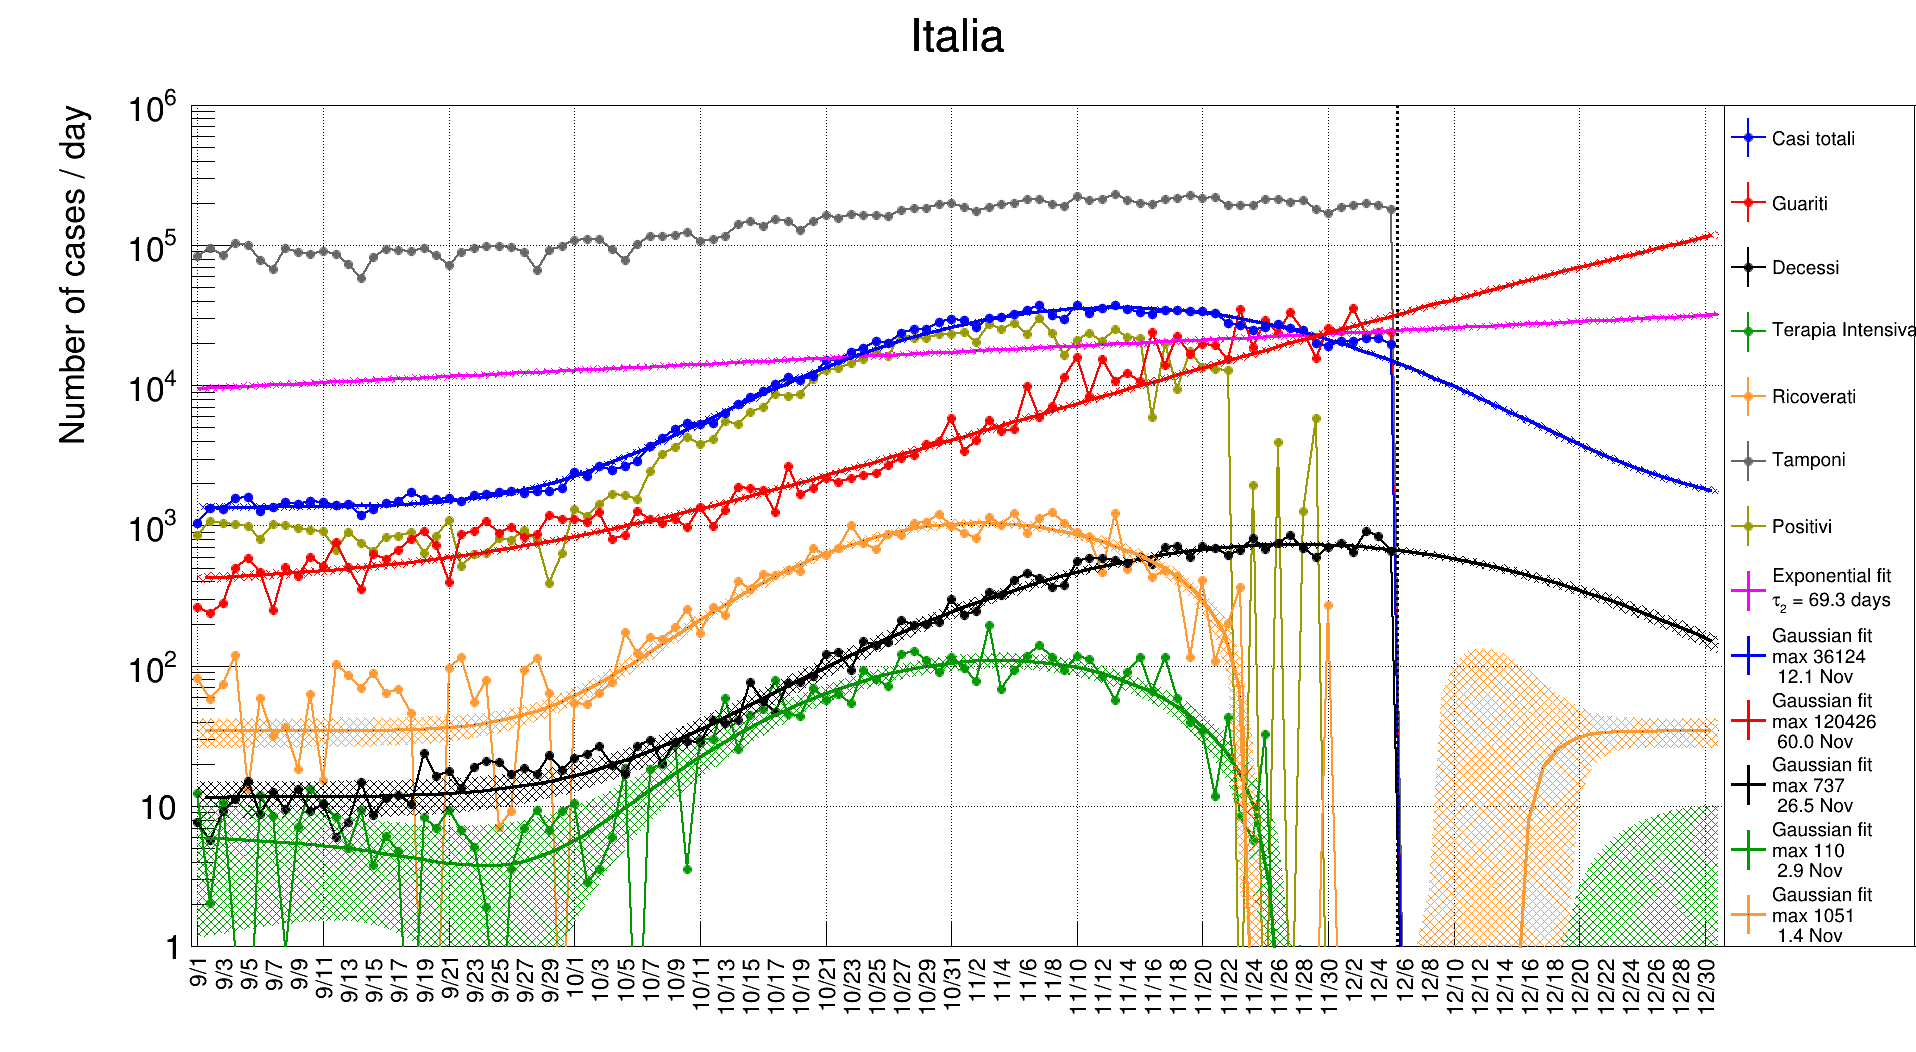 Italia
Number of cases / day
10^6
10^5
10^4
10^3
10^2
10
1
9/1 9/3 9/5 9/7 9/9 9/11 9/13 9/15 9/17 9/19 9/21 9/23 9/25 9/27 9/29 10/1 10/3 10/5 10/7 10/9 10/11 10/13 10/15 10/17 10/19 10/21 10/23 10/25 10/27 10/29 10/31 11/2 11/4 11/6 11/8 11/10 11/12 11/14 11/16 11/18 11/20 11/22 11/24 11/26 11/28 11/30 12/2 12/4 12/6 12/8 12/10 12/12 12/14 12/16 12/18 12/20 12/22 12/24 12/26 12/28 12/30
Casi totali
Guariti
Decessi
Terapia Intensiva
Ricoverati
Tamponi
Positivi
Exponential fit
τ2 = 69.3 days
Gaussian fit
max 36124
12.1 Nov
Gaussian fit
max 120426
60.0 Nov
Gaussian fit
max 737
26.5 Nov
Gaussian fit
max 110
2.9 Nov
Gaussian fit
max 1051
1.4 Nov